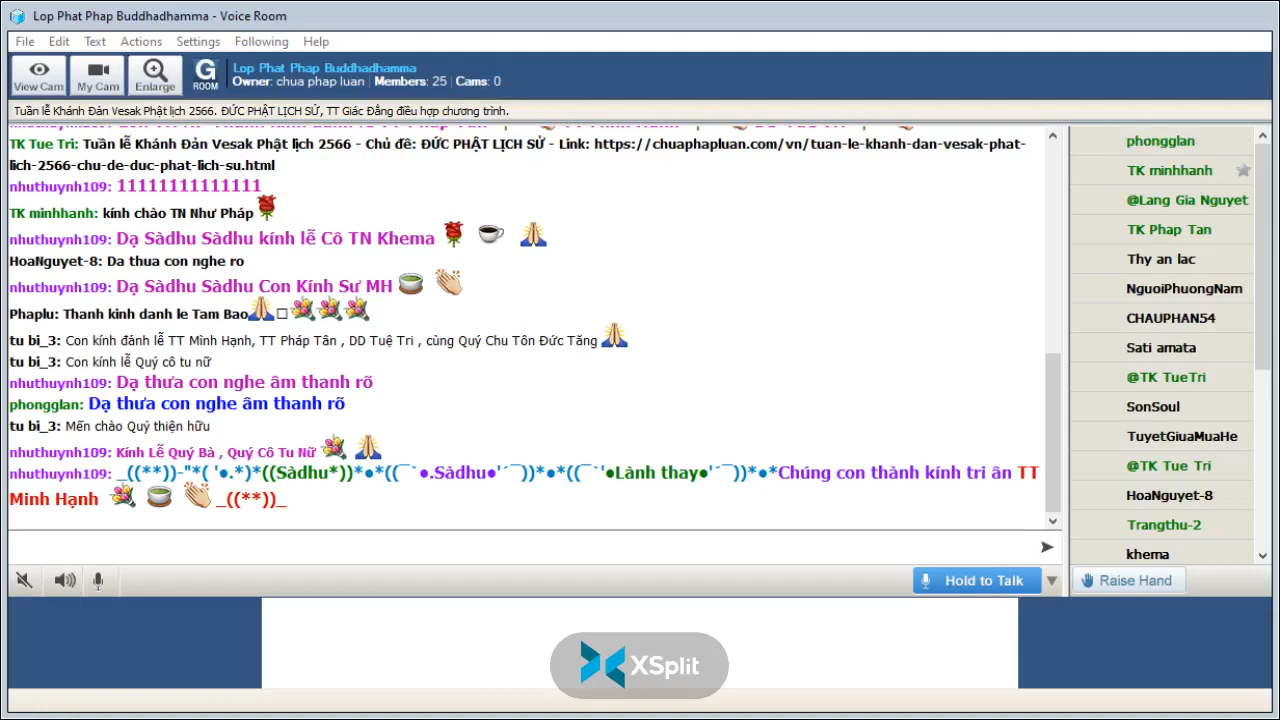 Lop Phat Phap Buddhadhamma - Voice Room
File Edit Text Actions Settings Following Help
View Cam My Cam Enlarge G ROOM
Lop Phat Phap Buddhadhamma
Owner: chua phap luan | Members: 25 | Cams: 0
Tuần lễ Khánh Đản Vesak Phật lịch 2566. ĐỨC PHẬT LỊCH SỬ, TT Giác Đẳng điều hợp chương trình.
TK Tue Tri: Tuần lễ Khánh Đản Vesak Phật lịch 2566 - Chủ đề: ĐỨC PHẬT LỊCH SỬ - Link: https://chuaphapluan.com/vn/tuan-le-khanh-dan-vesak-phat-
lich-2566-chu-de-duc-phat-lich-su.html
nhuthuynh109: 11111111111111
TK minhhanh: kính chào TN Như Pháp
nhuthuynh109: Dạ Sàdhu Sàdhu kính lễ Cô TN Khema
HoaNguyet-8: Da thua con nghe ro
nhuthuynh109: Dạ Sàdhu Sàdhu Con Kính Sư MH
Phaplu: Thanh kinh danh le Tam Bao
tu bi_3: Con kính đảnh lễ TT Mình Hạnh, TT Pháp Tân , DD Tuệ Tri , cùng Quý Chu Tôn Đức Tăng
tu bi_3: Con kính lễ Quý cô tu nữ
nhuthuynh109: Dạ thưa con nghe âm thanh rõ
phongglan: Dạ thưa con nghe âm thanh rõ
tu bi_3: Mến chào Quý thiện hữu
nhuthuynh109: Kính Lễ Quý Bà , Quý Cô Tu Nữ
nhuthuynh109: _((**))-"*( '●.*)*((Sàdhu*))*●*((¯`●.Sàdhu●'´¯))*●*((¯`'●Lành thay●'´¯))*●*Chúng con thành kính tri ân TT
Minh Hạnh _((**))_
Hold to Talk
phongglan
TK minhhanh
@Lang Gia Nguyet
TK Phap Tan
Thy an lac
NguoiPhuongNam
CHAUPHAN54
Sati amata
@TK TueTri
SonSoul
TuyetGiuaMuaHe
@TK Tue Tri
HoaNguyet-8
Trangthu-2
khema
Raise Hand
XSplit